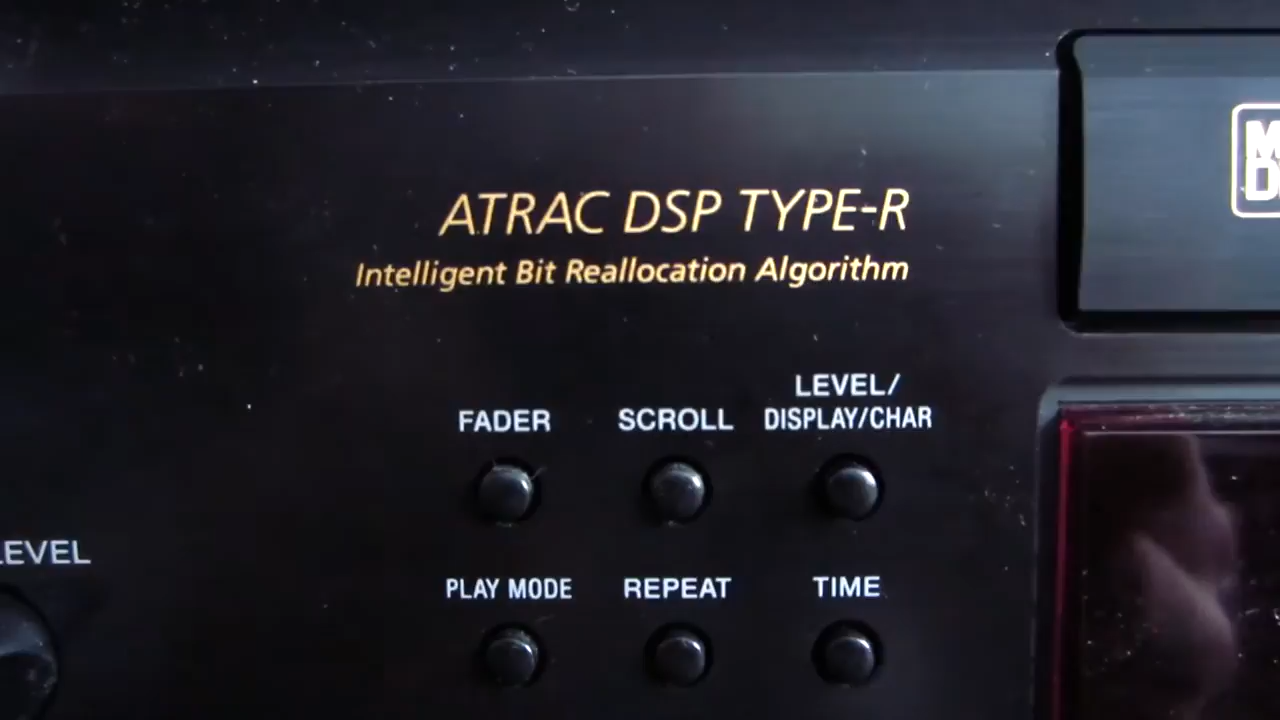 ATRAC DSP TYPE-R
Intelligent Bit Reallocation Algorithm
LEVEL/
FADER SCROLL DISPLAY/CHAR
LEVEL
PLAY MODE REPEAT TIME